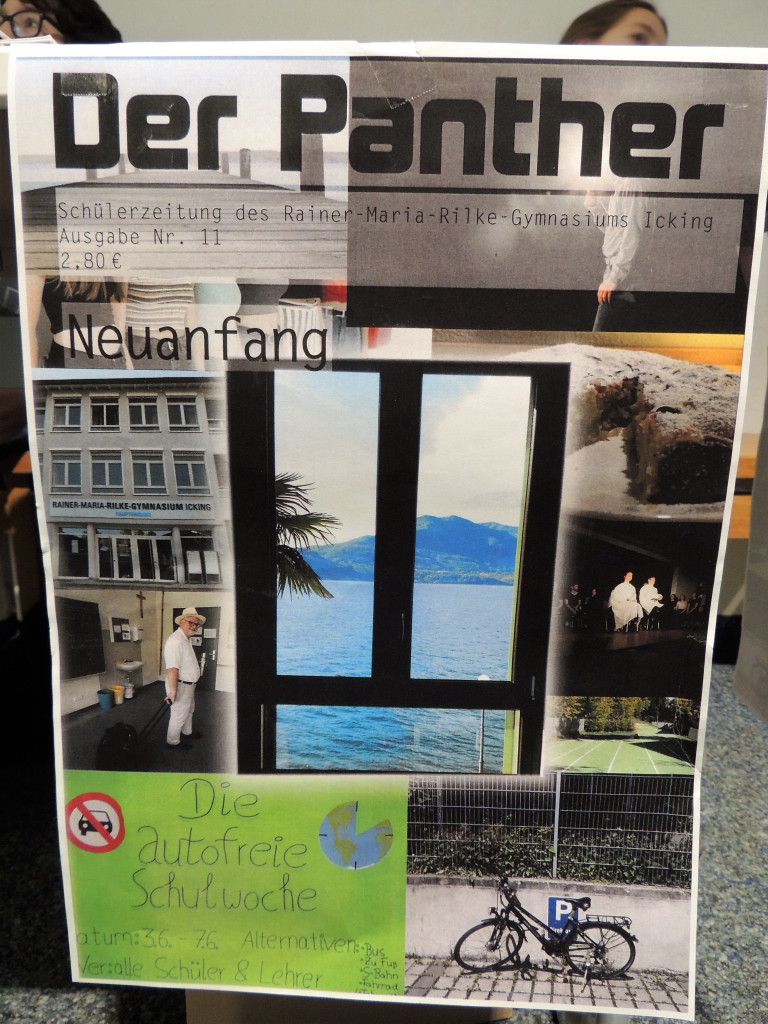 Der Panther
Schülerzeitung des Rainer-Maria-Rilke-Gymnasiums Icking
Ausgabe Nr. 11
2,80 €
Neuanfang
RAINER-MARIA-RILKE-GYMNASIUM ICKING
Die
autofreie
Schulwoche
atum: 3.6. - 7.6. Alternativen:
Wer: alle Schüler & Lehrer
·Bus
·Zu Fuß
·S-Bahn
·Fahrrad
P